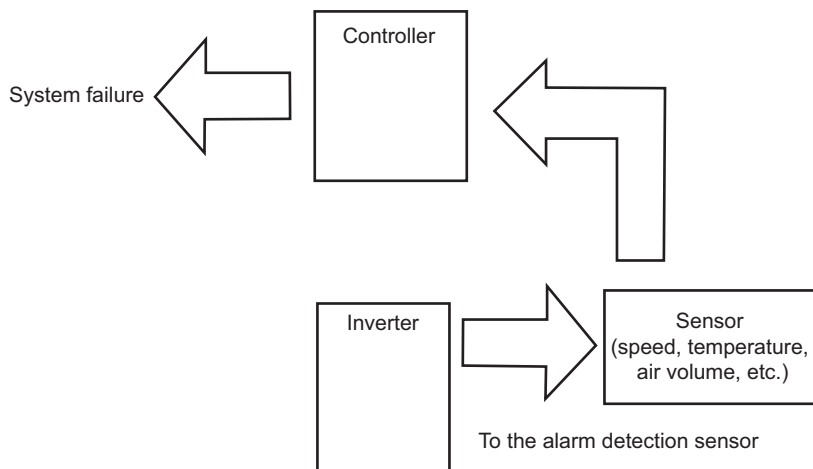 Controller
System failure
Inverter
Sensor
(speed, temperature,
air volume, etc.)
To the alarm detection sensor